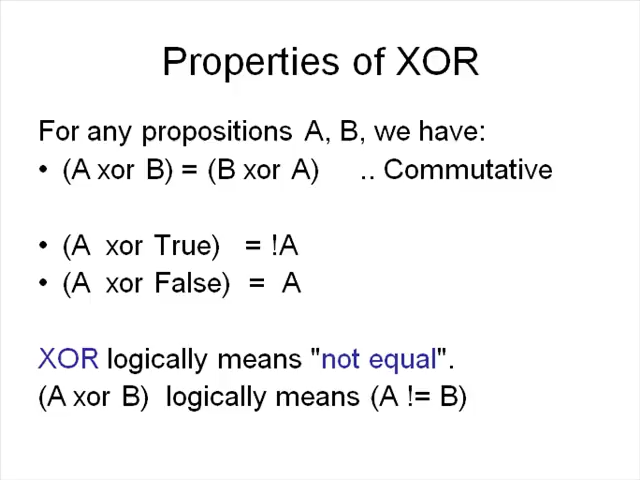 Properties of XOR
For any propositions A, B, we have:
• (A xor B) = (B xor A) .. Commutative
• (A xor True) = !A
• (A xor False) = A
XOR logically means "not equal".
(A xor B) logically means (A != B)